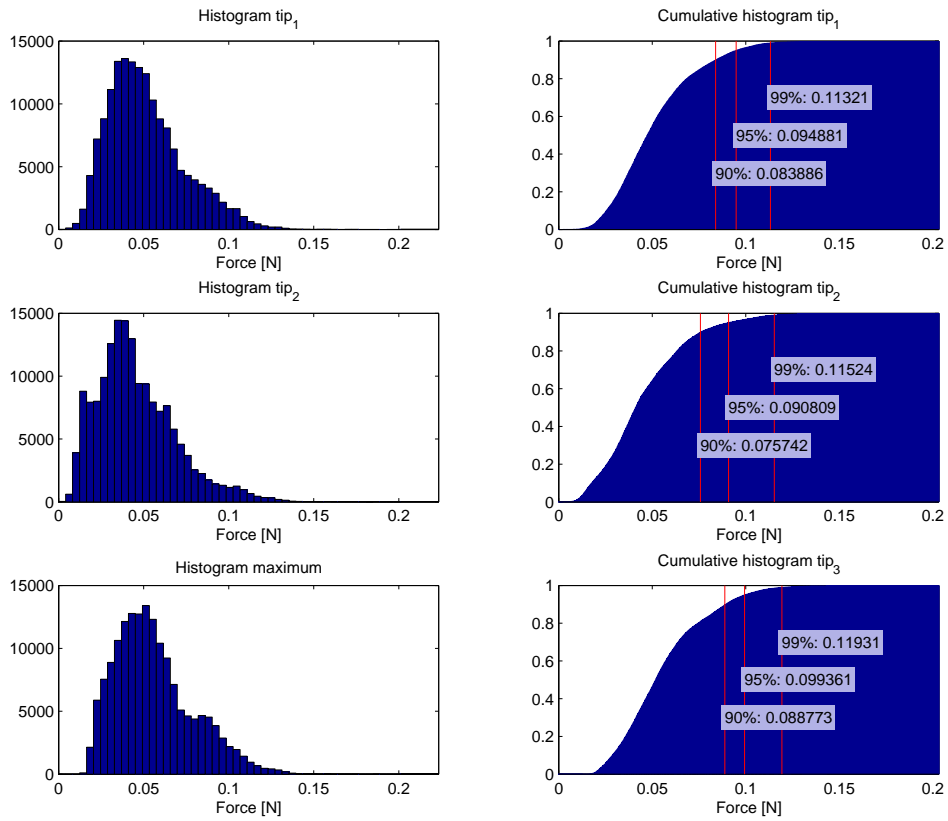 Histogram tip1
15000
10000
5000
0
0 0.05 0.1 0.15 0.2
Force [N]
Cumulative histogram tip1
1
0.8
0.6
0.4
0.2
0
99%: 0.11321
95%: 0.094881
90%: 0.083886
0 0.05 0.1 0.15 0.2
Force [N]
Histogram tip2
15000
10000
5000
0
0 0.05 0.1 0.15 0.2
Force [N]
Cumulative histogram tip2
1
0.8
0.6
0.4
0.2
0
99%: 0.11524
95%: 0.090809
90%: 0.075742
0 0.05 0.1 0.15 0.2
Force [N]
Histogram maximum
15000
10000
5000
0
0 0.05 0.1 0.15 0.2
Force [N]
Cumulative histogram tip3
1
0.8
0.6
0.4
0.2
0
99%: 0.11931
95%: 0.099361
90%: 0.088773
0 0.05 0.1 0.15 0.2
Force [N]